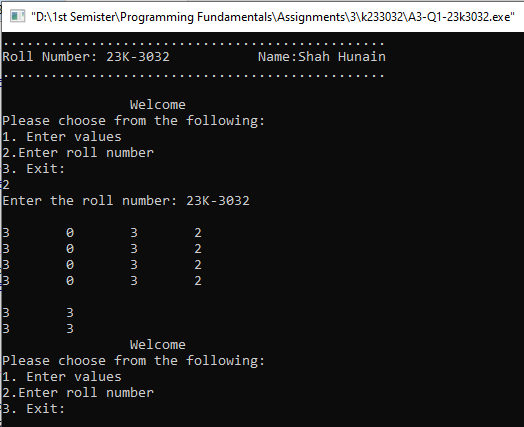 "D:\1st Semister\Programming Fundamentals\Assignments\3\k233032\A3-Q1-23k3032.exe"
................................................
Roll Number: 23K-3032 Name:Shah Hunain
................................................
Welcome
Please choose from the following:
1. Enter values
2.Enter roll number
3. Exit:
2
Enter the roll number: 23K-3032
3 0 3 2
3 0 3 2
3 0 3 2
3 0 3 2
3 3
3 3
Welcome
Please choose from the following:
1. Enter values
2.Enter roll number
3. Exit: